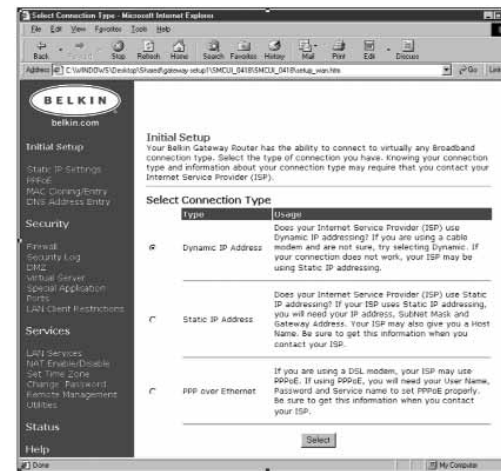 Select Connection Type - Microsoft Internet Explorer
File Edit View Favorites Tools Help
Back Stop Refresh Home Search Favorites History Mail Print Edit Discuss
Address C:\WINDOWS\Desktop\Shared\gateway setup1\SMCUI_0418\SMCUI_0418\setup_wan.htm Go Link
BELKIN
belkin.com
Initial Setup
Static IP Settings
PPPoE
MAC Cloning/Entry
DNS Address Entry
Security
Firewall
Security Log
DMZ
Virtual Server
Special Application
Ports
LAN Client Restrictions
Services
LAN Services
NAT Enable/Disable
Set Time Zone
Change Password
Remote Management
Utilities
Status
Help
Initial Setup
Your Belkin Gateway Router has the ability to connect to virtually any Broadband
connection type. Select the type of connection you have. Knowing your connection
type and information about your connection may require that you contact your
Internet Service Provider (ISP).
Select Connection Type
Type Usage
Dynamic IP Address
Does your Internet Service Provider (ISP) use
Dynamic IP addressing? If you are using a cable
modem and are not sure, try selecting Dynamic. If
your connection does not work, your ISP may be
using Static IP addressing.
Static IP Address
Does your Internet Service Provider (ISP) use Static
IP addressing? If your ISP uses Static IP addressing,
you will need your IP address, SubNet Mask and
Gateway Address. Your ISP may also give you a Host
Name. Be sure to get this information when you
contact your ISP.
PPP over Ethernet
If you are using a DSL modem, your ISP may use
PPPoE. If using PPPoE, you will need your User Name,
Password and Service name to set PPPoE properly.
Be sure to get this information when you contact
your ISP.
Select
Done My Computer